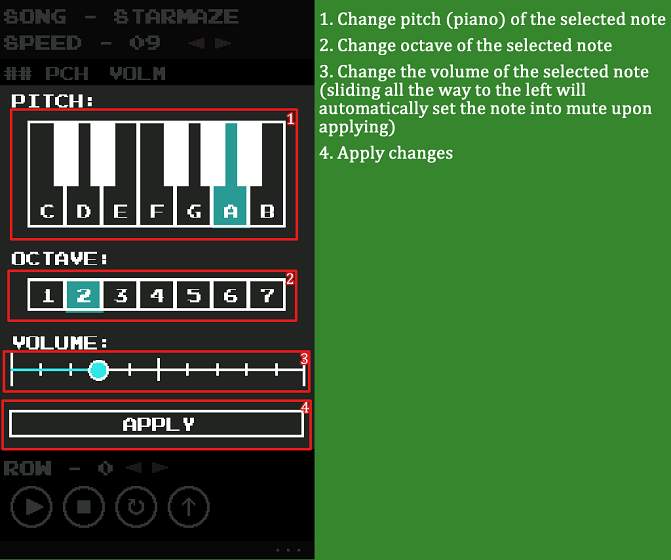 SONG - STARMAZE
SPEED - 09
## PCH VOLM
PITCH:
1
C D E F G A B
OCTAVE:
2
1 2 3 4 5 6 7
VOLUME:
3
4
APPLY
ROW - 0
...
1. Change pitch (piano) of the selected note
2. Change octave of the selected note
3. Change the volume of the selected note
(sliding all the way to the left will
automatically set the note into mute upon
applying)
4. Apply changes